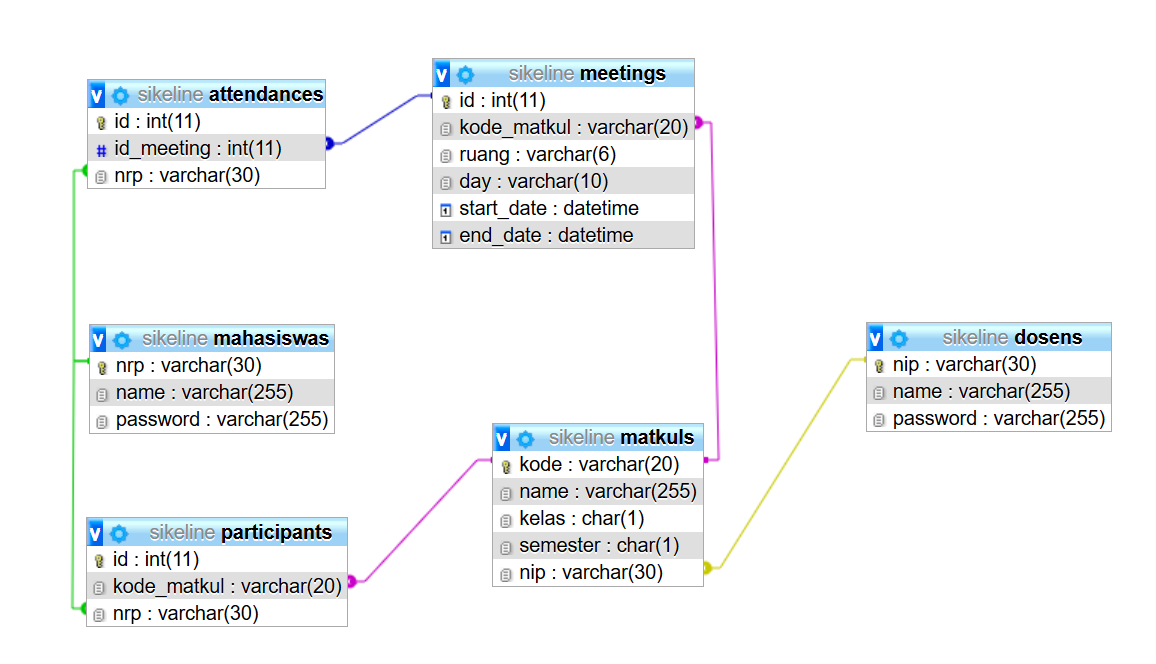 sikeline attendances
id : int(11)
id_meeting : int(11)
nrp : varchar(30)
sikeline meetings
id : int(11)
kode_matkul : varchar(20)
ruang : varchar(6)
day : varchar(10)
start_date : datetime
end_date : datetime
sikeline mahasiswas
nrp : varchar(30)
name : varchar(255)
password : varchar(255)
sikeline dosens
nip : varchar(30)
name : varchar(255)
password : varchar(255)
sikeline matkuls
kode : varchar(20)
name : varchar(255)
kelas : char(1)
semester : char(1)
nip : varchar(30)
sikeline participants
id : int(11)
kode_matkul : varchar(20)
nrp : varchar(30)